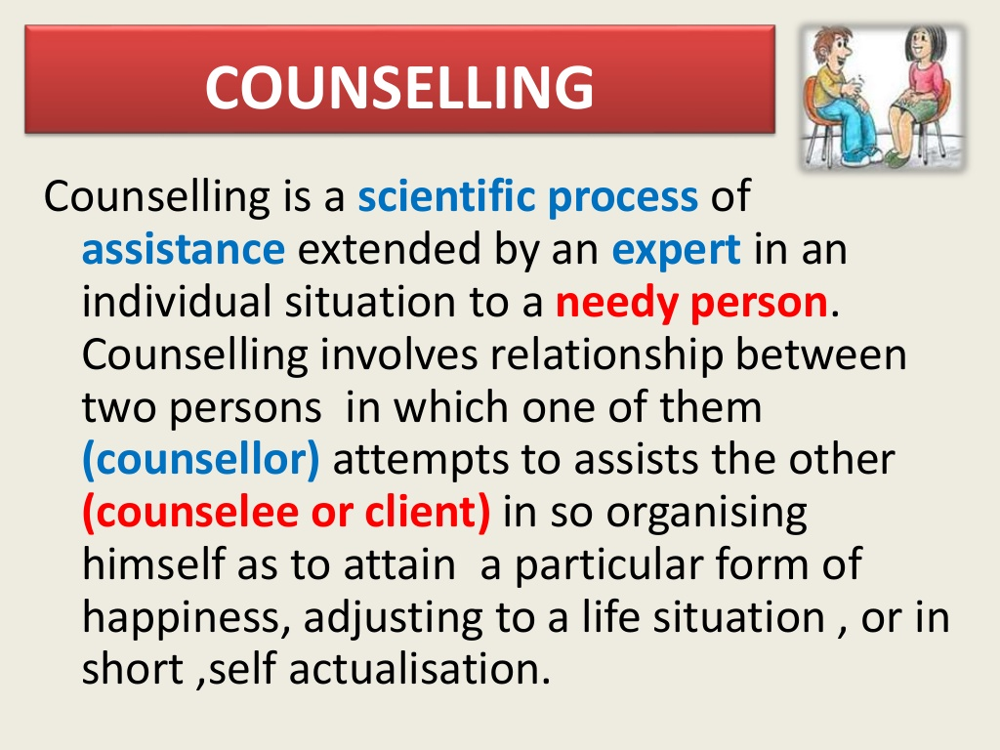 COUNSELLING
Counselling is a scientific process of
assistance extended by an expert in an
individual situation to a needy person.
Counselling involves relationship between
two persons  in which one of them
(counsellor) attempts to assists the other
(counselee or client) in so organising
himself as to attain  a particular form of
happiness, adjusting to a life situation , or in
short ,self actualisation.